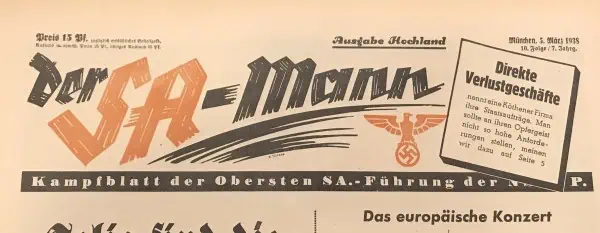 Preis 15 Pf.
Ausgabe Hochland
München, 5. März 1938
10. Folge / 7. Jahrg.
der SA-Mann
Direkte
Verlustgeschäfte
nennt eine Köthener Firma
ihre Stanzaufträge. Man
sollte an ihren Opfergeist
nicht so hohe Anforde-
rungen stellen, meinen
wir dazu auf Seite 5
Kampfblatt der Obersten SA.-Führung der N P.
Das europäische Konzert